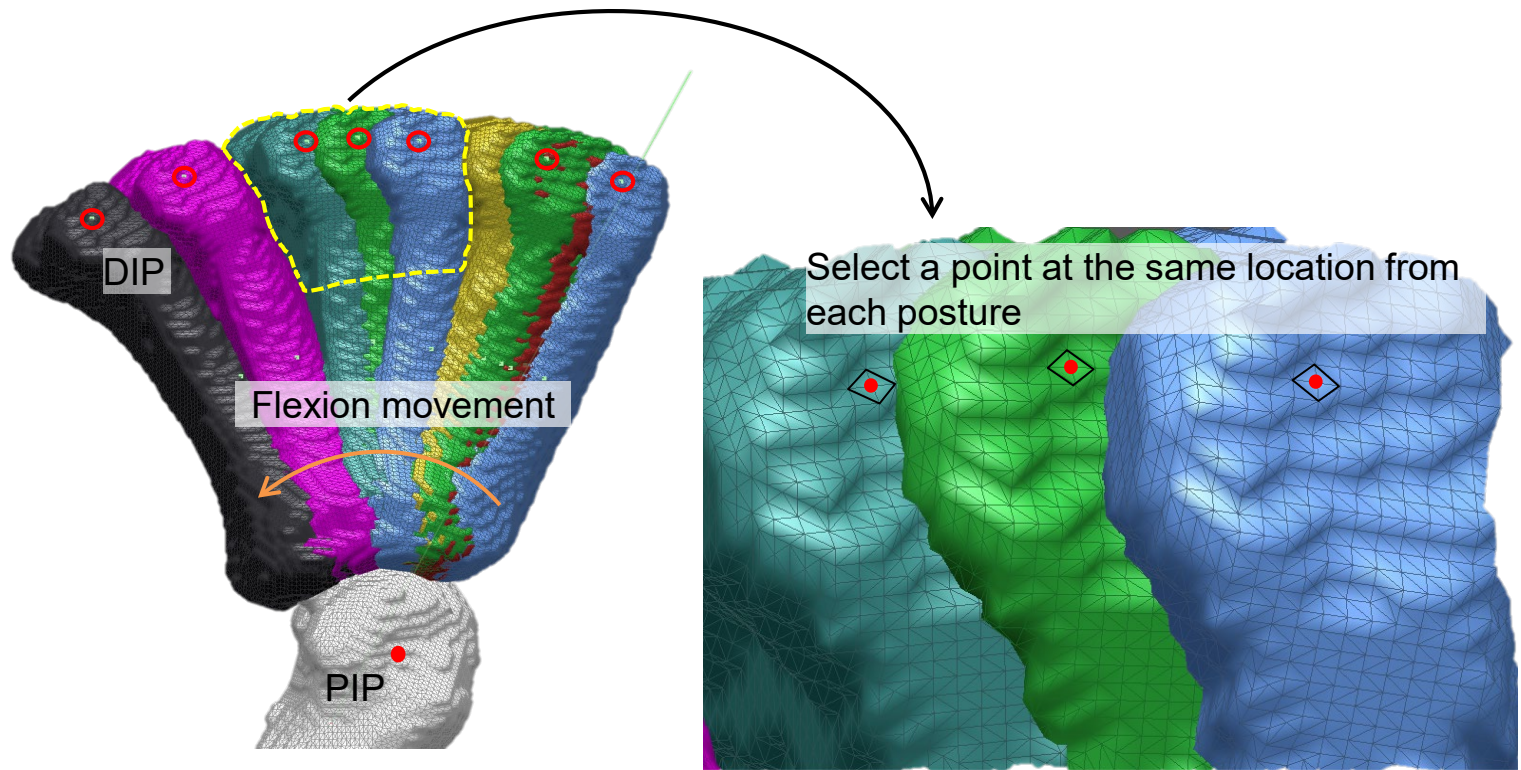 DIP
Flexion movement
PIP
Select a point at the same location from
each posture